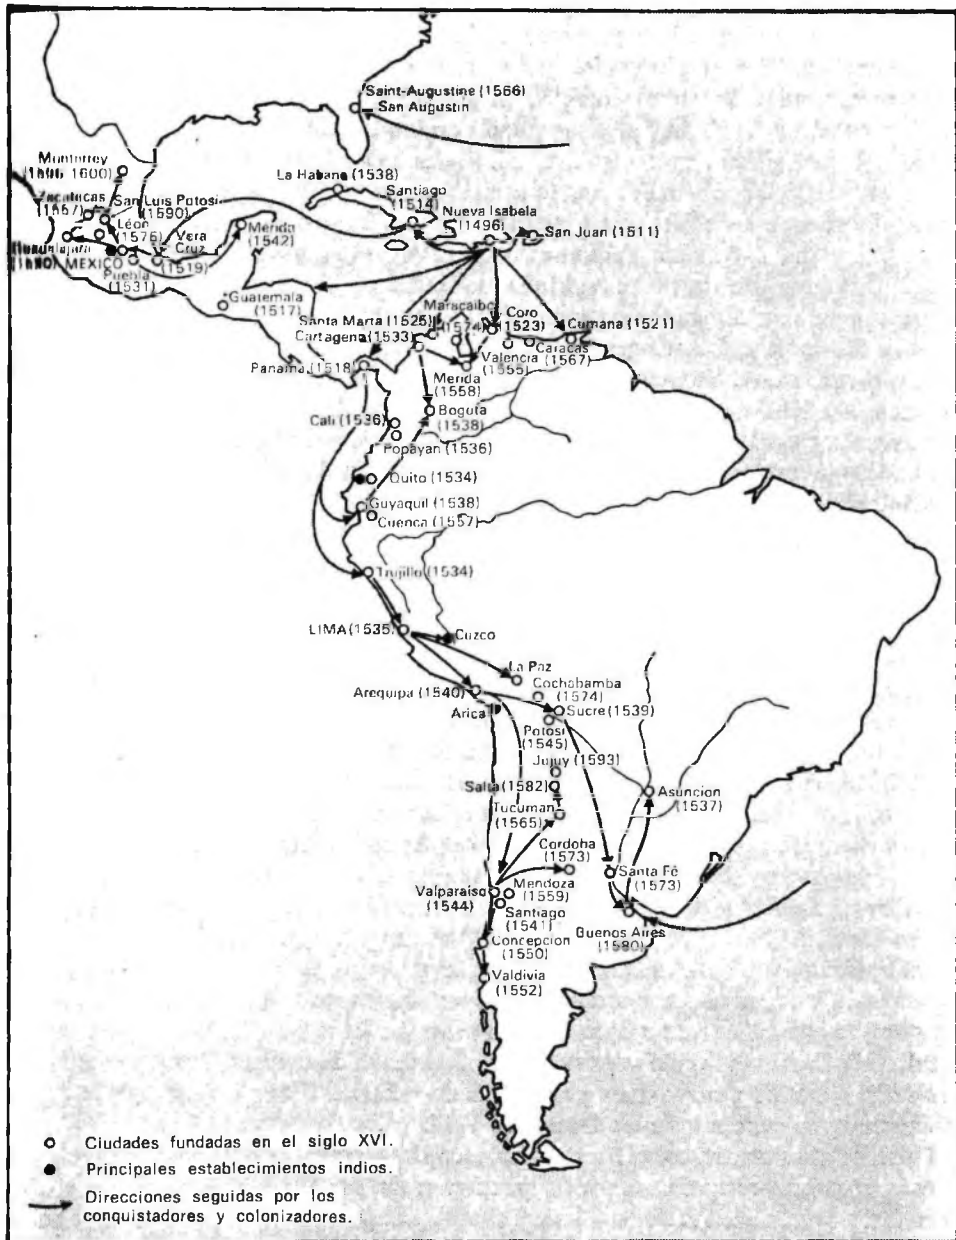 Saint-Augustine (1566)
San Augustin
Munterrey
La Habana (1538)
Zacatecas
San Luis Potosi
(1590)
Santiago
(1514)
Nueva Isabela
(1496)
San Juan (1511)
Léon
(1576)
Vera
Cruz
(1519)
Merida
(1542)
MEXICO
Puebla
(1531)
Guatemala
(1517)
Santa Marta (1525)
Cartagena (1533)
Maracaibo
(1574)
Coro
(1523)
Cumana (1521)
Caracas
(1567)
Valencia
(1555)
Panama (1518)
Merida
(1558)
Bogota
(1538)
Cali (1536)
Popayan (1536)
Quito (1534)
Guyaquil (1538)
Cuenca (1557)
Trujillo (1534)
LIMA (1535)
Cuzco
La Paz
Cochabamba
(1574)
Arequipa (1540)
Sucre (1539)
Arica
Potosi
(1545)
Jujuy (1593)
Salta (1582)
Asuncion
(1537)
Tucuman
(1565)
Cordoba
(1573)
Santa Fé
(1573)
Valparaiso
(1544)
Mendoza
(1559)
Santiago
(1541)
Buenos Aires
(1580)
Concepcion
(1550)
Valdivia
(1552)
Ciudades fundadas en el siglo XVI.
Principales establecimientos indios.
Direcciones seguidas por los
conquistadores y colonizadores.